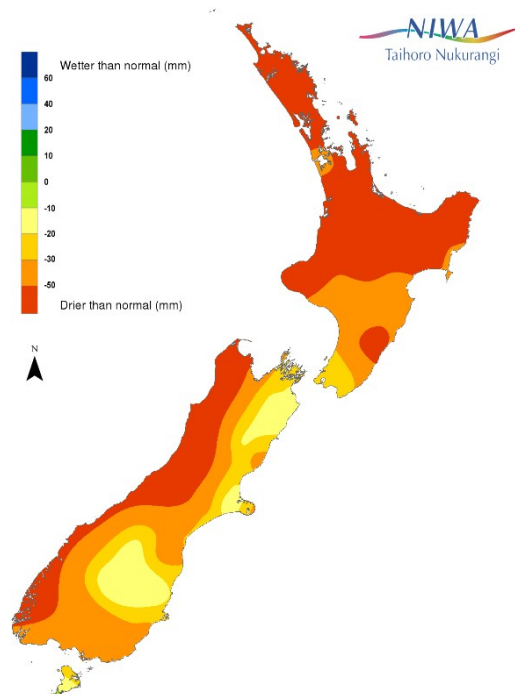 NIWA
Taihoro Nukurangi
Wetter than normal (mm)
60
40
20
10
0
-10
-20
-50
Drier than normal (mm)
N